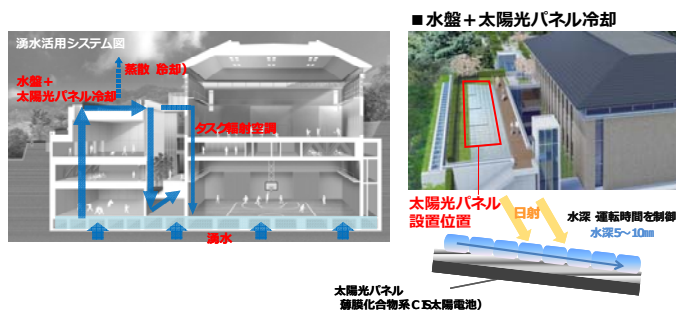 湧水活用システム図
蒸散（冷却）
水盤＋
太陽光パネル冷却
タスク輻射空調
湧水
■水盤＋太陽光パネル冷却
太陽光パネル
設置位置
日射
水深・運転時間を制御
水深5～10㎜
太陽光パネル
薄膜化合物系CIS太陽電池）